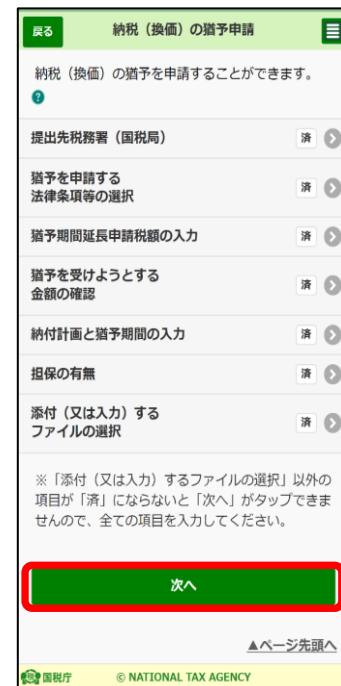 戻る
納税（換価）の猶予申請
納税（換価）の猶予を申請することができます。
?
提出先税務署（国税局）
済
猶予を申請する
法律条項等の選択
済
猶予期間延長申請税額の入力
済
猶予を受けようとする
金額の確認
済
納付計画と猶予期間の入力
済
担保の有無
済
添付（又は入力）する
ファイルの選択
済
※「添付（又は入力）するファイルの選択」以外の
項目が「済」にならないと「次へ」がタップできま
せんので、全ての項目を入力してください。
次へ
▲ページ先頭へ
国税庁
© NATIONAL TAX AGENCY